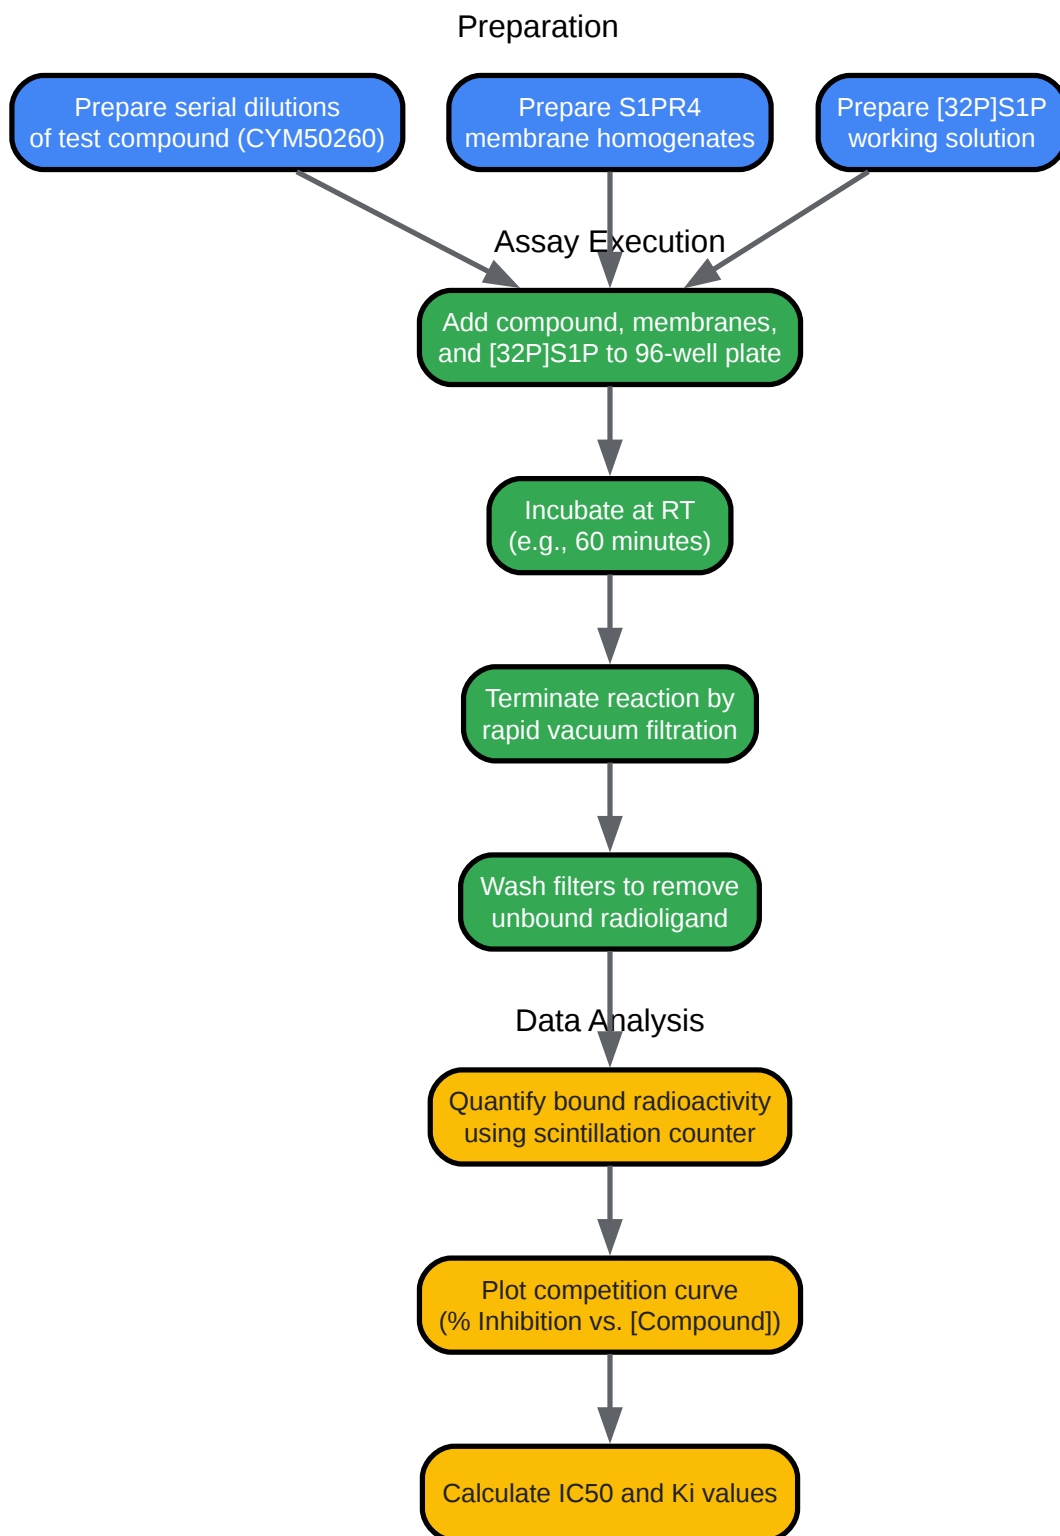 Preparation
Prepare serial dilutions
of test compound (CYM50260)
Prepare S1PR4
membrane homogenates
Prepare [32P]S1P
working solution
Assay Execution
Add compound, membranes,
and [32P]S1P to 96-well plate
Incubate at RT
(e.g., 60 minutes)
Terminate reaction by
rapid vacuum filtration
Wash filters to remove
unbound radioligand
Data Analysis
Quantify bound radioactivity
using scintillation counter
Plot competition curve
(% Inhibition vs. [Compound])
Calculate IC50 and Ki values